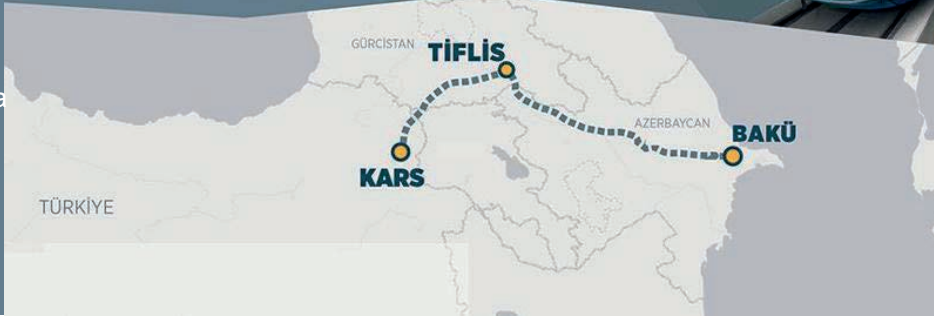 GÜRCİSTAN
TİFLİS
AZERBAYCAN
BAKÜ
KARS
TÜRKİYE